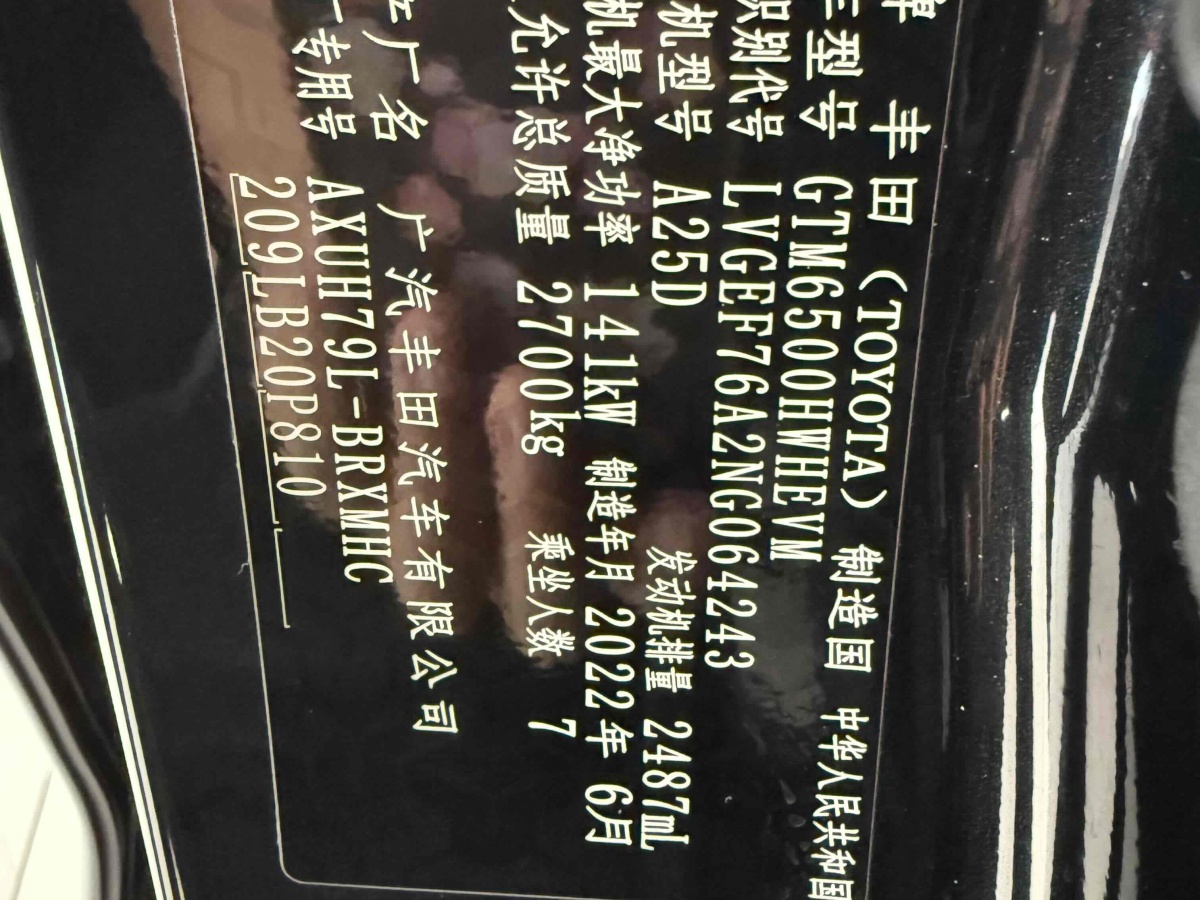 牌 丰田 (TOYOTA) 制造国 中华人民共和国
型号 GTM6500HWHEVM
识别代号 LVGEF76A2NG064243
机型号 A25D 发动机排量 2487mL
机最大净功率 141kW 制造年月 2022年 6月
允许总质量 2700kg 乘坐人数 7
厂名 广汽丰田汽车有限公司
专用号 AXUH79L-BRXMHC
209LB20P810